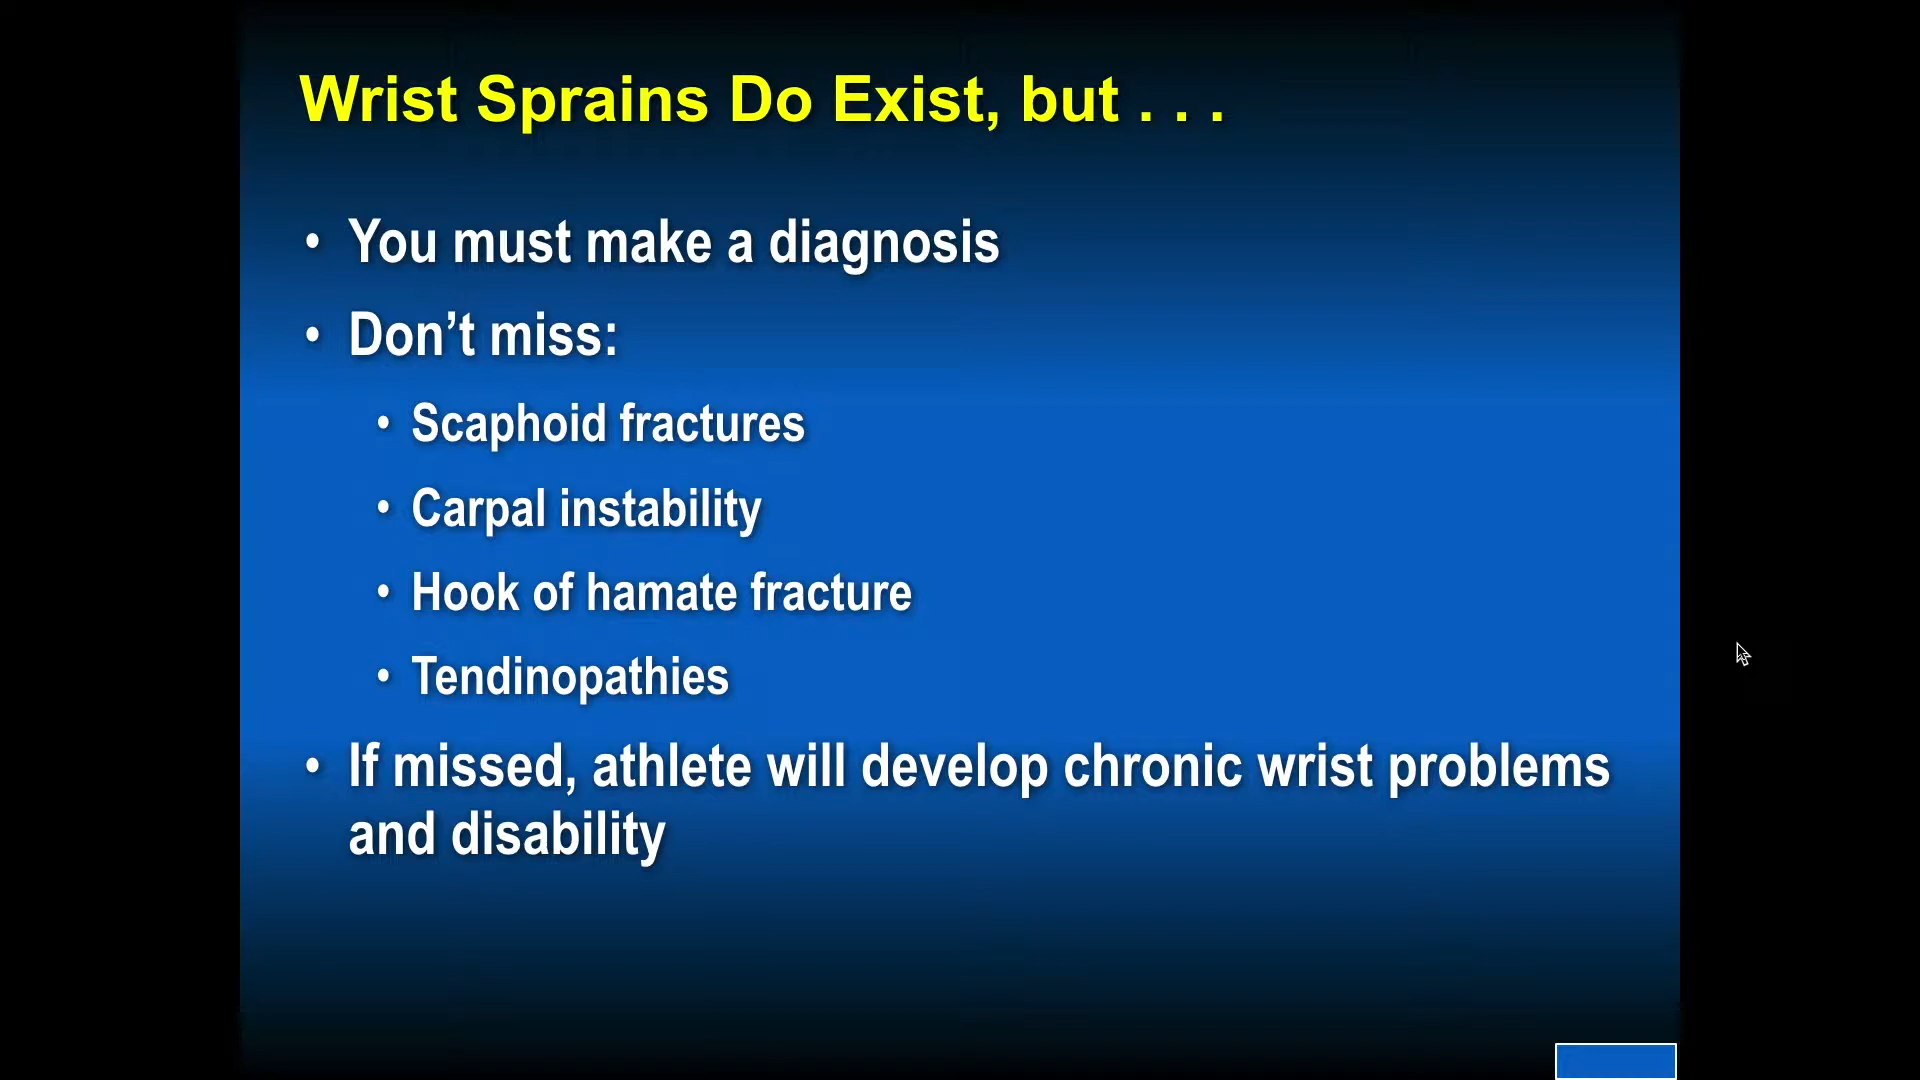 Wrist Sprains Do Exist, but . . .
• You must make a diagnosis
• Don’t miss:
• Scaphoid fractures
• Carpal instability
• Hook of hamate fracture
• Tendinopathies
• If missed, athlete will develop chronic wrist problems
and disability